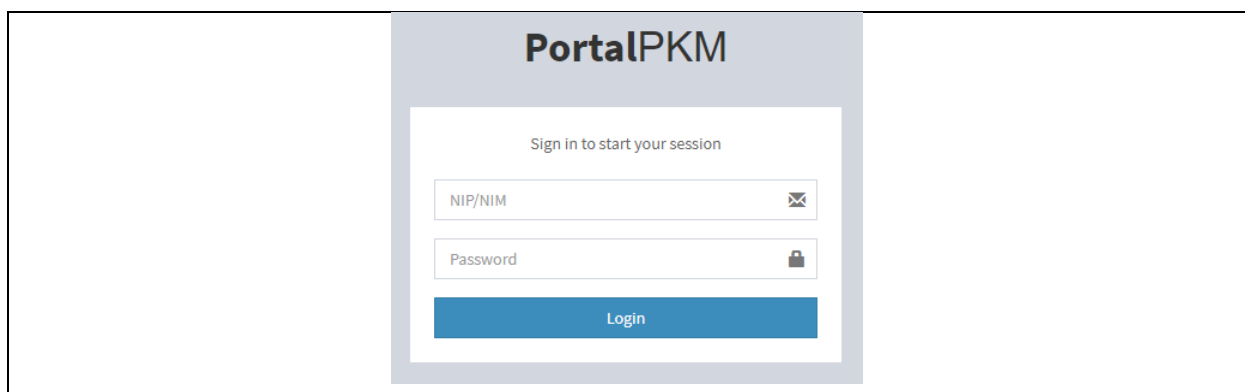 PortalPKM
Sign in to start your session
NIP/NIM
Password
Login